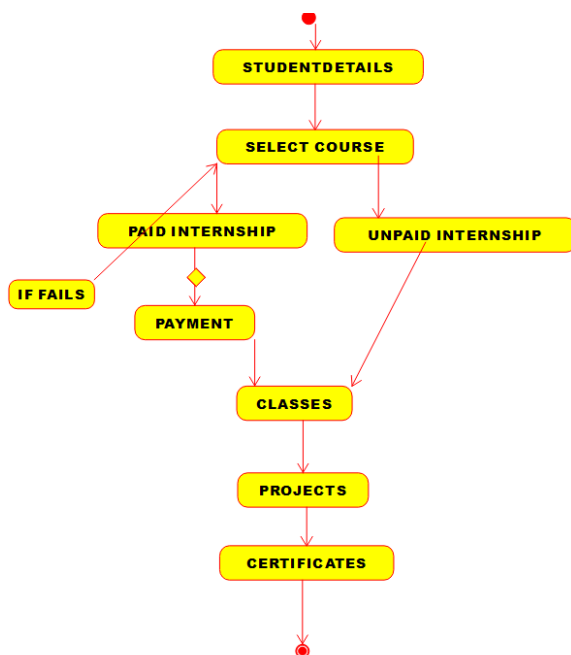 STUDENTDETAILS
SELECT COURSE
PAID INTERNSHIP
UNPAID INTERNSHIP
IF FAILS
PAYMENT
CLASSES
PROJECTS
CERTIFICATES